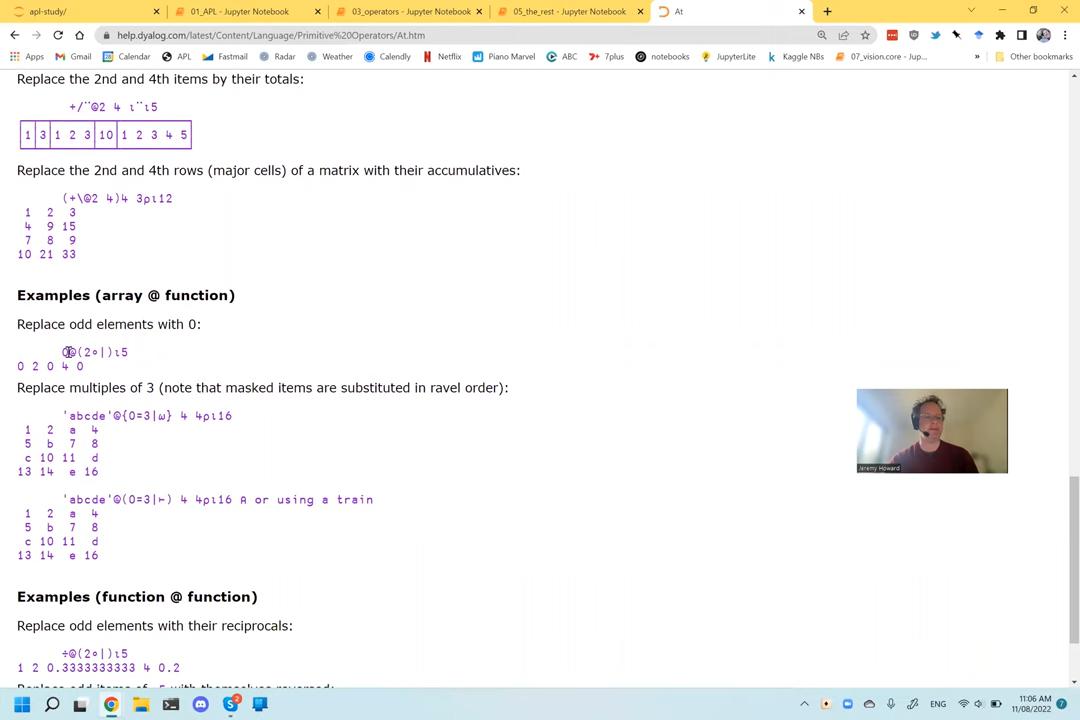 apl-study/
01_APL - Jupyter Notebook
03_operators - Jupyter Notebook
05_the_rest - Jupyter Notebook
At
help.dyalog.com/latest/Content/Language/Primitive%20Operators/At.htm
Apps Gmail Calendar APL Fastmail Radar Weather Calendly Netflix Piano Marvel ABC 7plus notebooks JupyterLite Kaggle NBs 07_vision.core - Jup... » Other bookmarks
Replace the 2nd and 4th items by their totals:
+/¨@2 4 ⍳¨⍳5
1 3 1 2 3 10 1 2 3 4 5
Replace the 2nd and 4th rows (major cells) of a matrix with their accumulatives:
(+\@2 4)4 3⍴⍳12
1 2 3
4 9 15
7 8 9
10 21 33
Examples (array @ function)
Replace odd elements with 0:
0@(2∘|)⍳5
0 2 0 4 0
Replace multiples of 3 (note that masked items are substituted in ravel order):
'abcde'@{0=3|⍵} 4 4⍴⍳16
1 2 a 4
5 b 7 8
c 10 11 d
13 14 e 16
'abcde'@(0=3|⊢) 4 4⍴⍳16 ⍝ or using a train
1 2 a 4
5 b 7 8
c 10 11 d
13 14 e 16
Examples (function @ function)
Replace odd elements with their reciprocals:
÷@(2∘|)⍳5
1 2 0.3333333333 4 0.2
Replace odd items of ⍳5 with themselves reversed:
Jeremy Howard
2
ENG
11:06 AM
11/08/2022
7